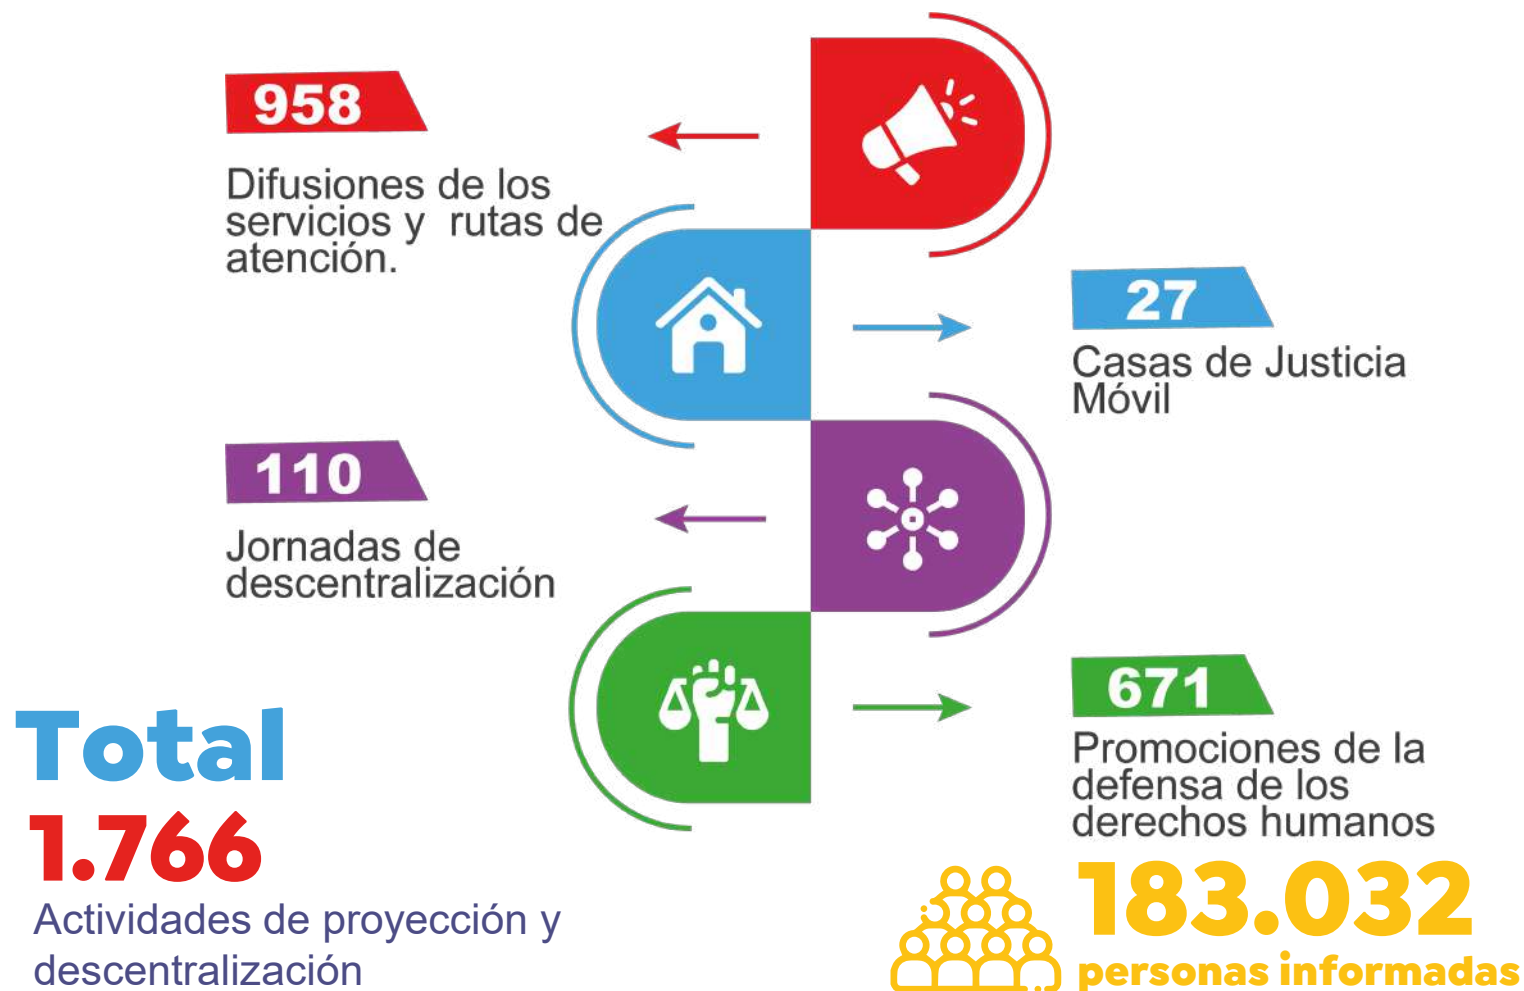 958
Difusiones de los
servicios y  rutas de
atención.
27
Casas de Justicia
Móvil
110
Jornadas de
descentralización
671
Promociones de la
defensa de los
derechos humanos
Total
1.766
Actividades de proyección y
descentralización
183.032
personas informadas